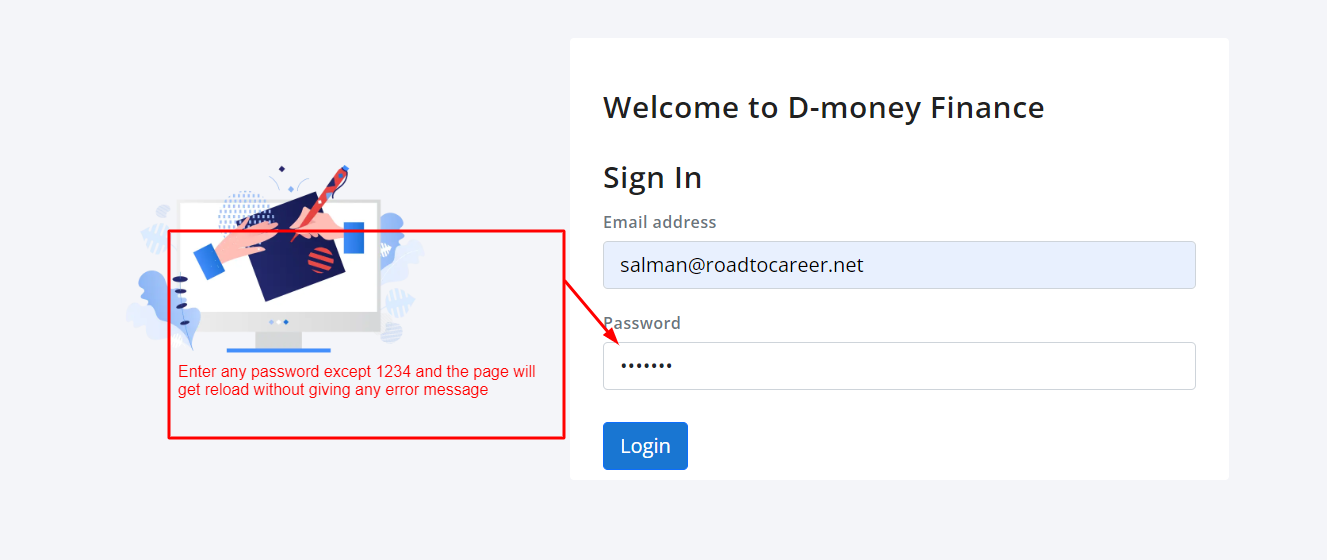 Welcome to D-money Finance
Sign In
Email address
salman@roadtocareer.net
Password
•••••••
Login
Enter any password except 1234 and the page will
get reload without giving any error message